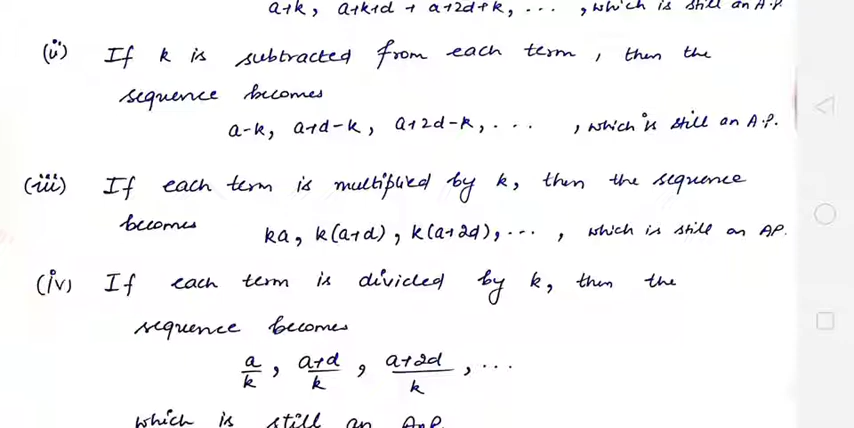 a+k, a+k+d + a+2d+k, ... , which is still an A.P.
(ii) If k is subtracted from each term, then the
sequence becomes
a-k, a+d-k, a+2d-k, ... , which is still an A.P.
(iii) If each term is multiplied by k, then the sequence
becomes
ka, k(a+d), k(a+2d), ... , which is still an AP.
(iv) If each term is divided by k, then the
sequence becomes
a/k, a+d/k, a+2d/k, ...
which is still an A.P.